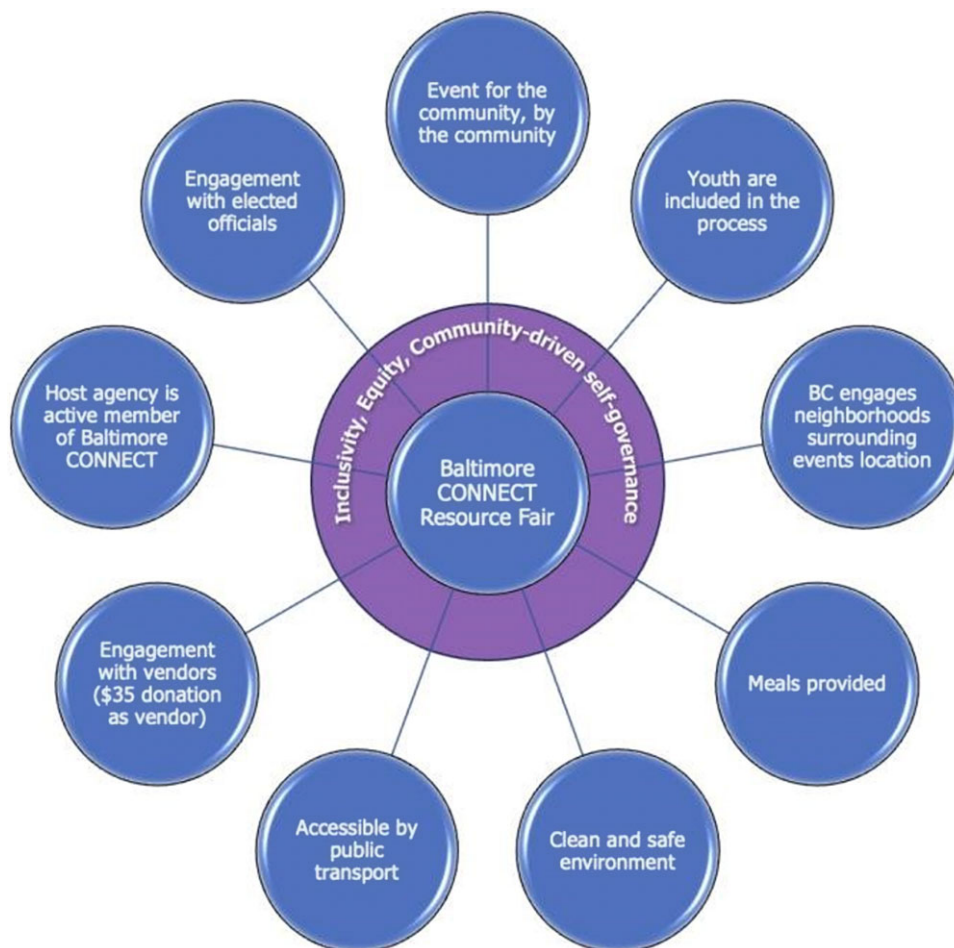 Event for the
community, by
the community
Youth are
included in the
process
BC engages
neighborhoods
surrounding
events location
Meals provided
Clean and safe
environment
Accessible by
public
transport
Engagement
with vendors
($35 donation
as vendor)
Host agency is
active member
of Baltimore
CONNECT
Engagement
with elected
officials
Inclusivity, Equity, Community-driven self-governance
Baltimore
CONNECT
Resource Fair